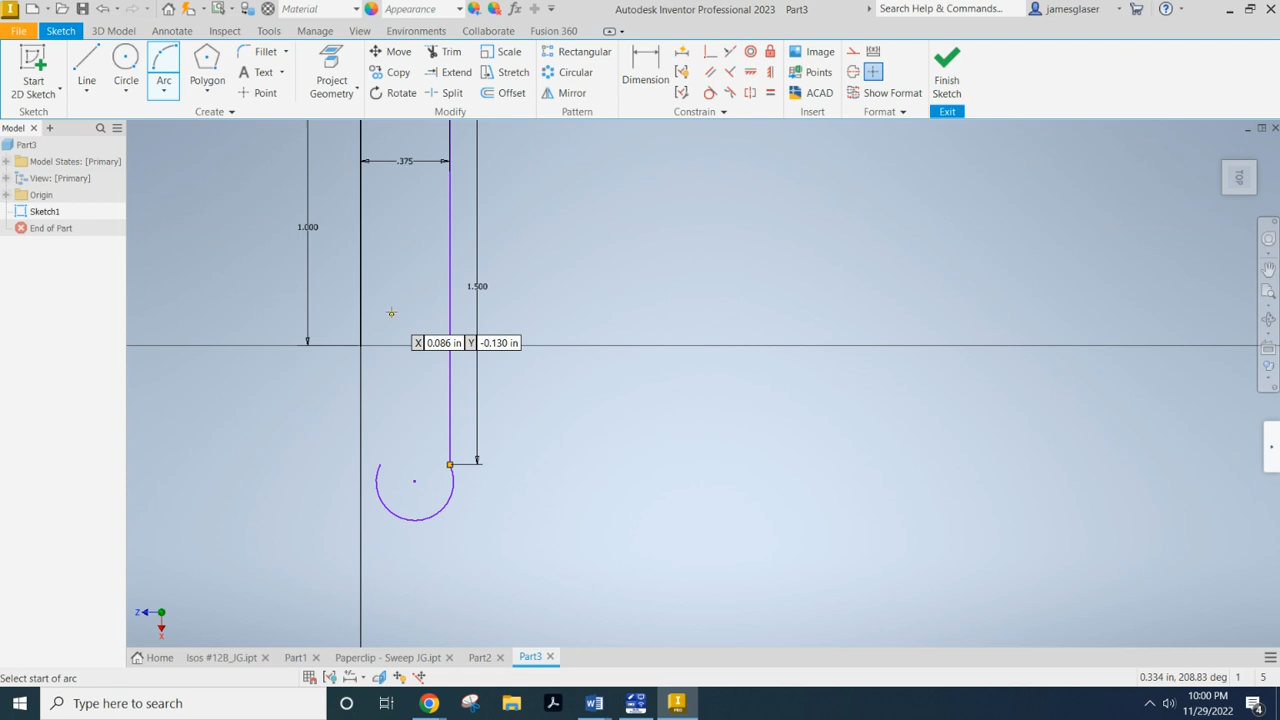 Material Appearance Autodesk Inventor Professional 2023 Part3 Search Help & Commands... jamesglaser
File Sketch 3D Model Annotate Inspect Tools Manage View Environments Collaborate Fusion 360
Start 2D Sketch Line Circle Arc Polygon Fillet Text Point Project Geometry Move Copy Rotate Trim Extend Split Scale Stretch Offset Rectangular Circular Mirror Dimension Image Points ACAD Show Format Finish Sketch
Sketch Create Modify Pattern Constrain Insert Format Exit
Model
Part3
Model States: [Primary]
View: [Primary]
Origin
Sketch1
End of Part
TOP
.375
1.000
1.500
X 0.086 in Y -0.130 in
Z
X
Home Isos #12B_JG.ipt Part1 Paperclip - Sweep JG.ipt Part2 Part3
Select start of arc 0.334 in, 208.83 deg 1 5
Type here to search PRO 10:00 PM
11/29/2022 4